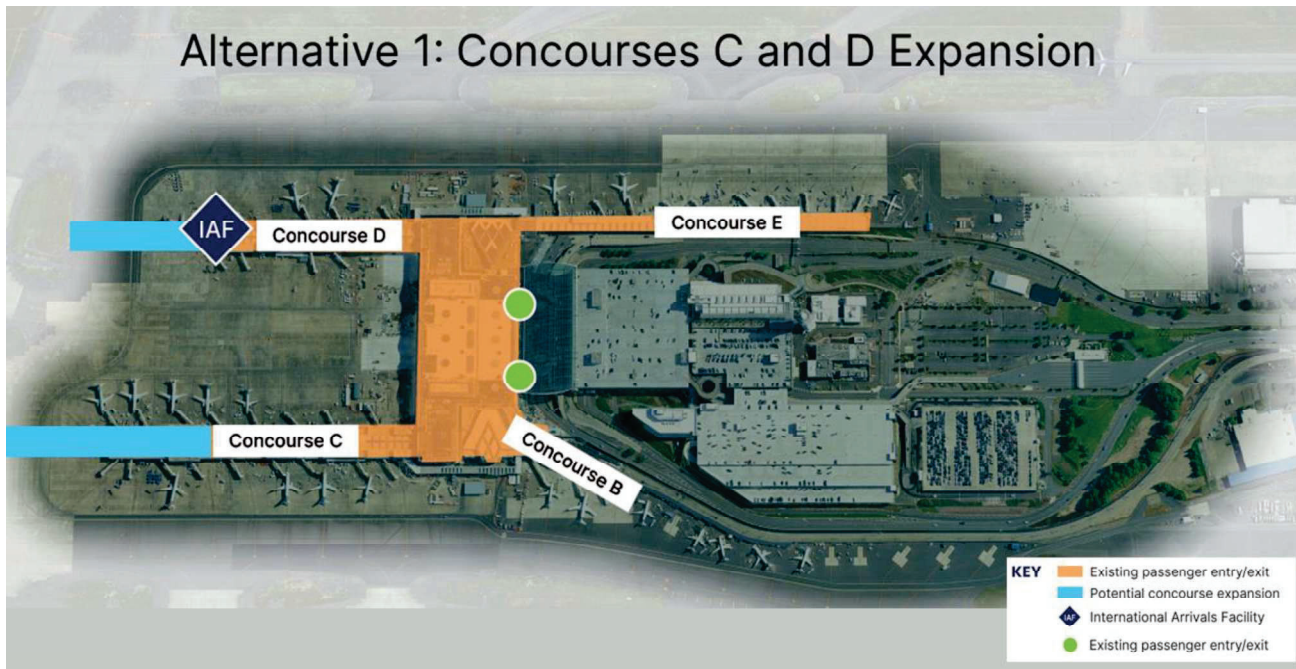 Alternative 1: Concourses C and D Expansion
IAF
Concourse D
Concourse E
Concourse C
Concourse B
KEY
Existing passenger entry/exit
Potential concourse expansion
IAF
International Arrivals Facility
Existing passenger entry/exit